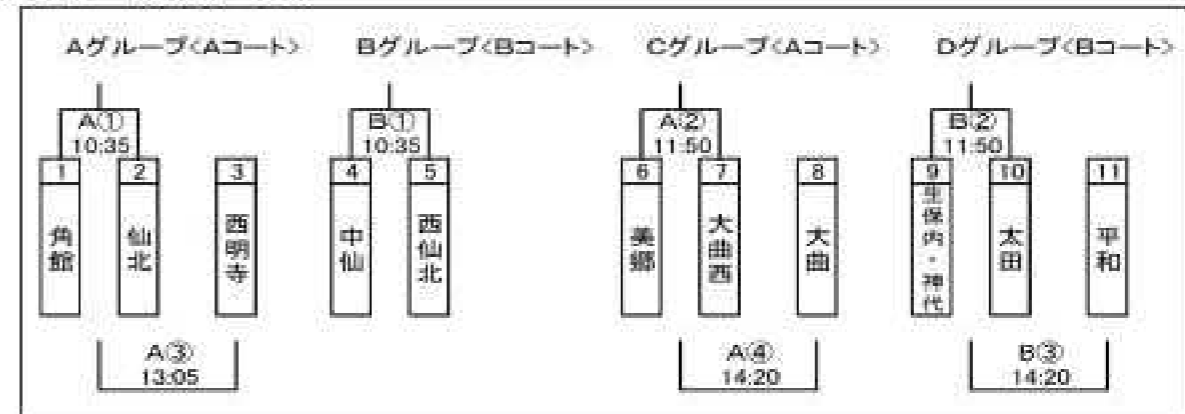 Aグループ<Aコート>
Bグループ<Bコート>
Cグループ<Aコート>
Dグループ<Bコート>
A①
10:35
B①
10:35
A②
11:50
B②
11:50
1
2
3
4
5
6
7
8
9
10
11
角館
仙北
西明寺
中仙
西仙北
美郷
大曲西
大曲
生保内・神代
太田
平和
A③
13:05
A④
14:20
B③
14:20